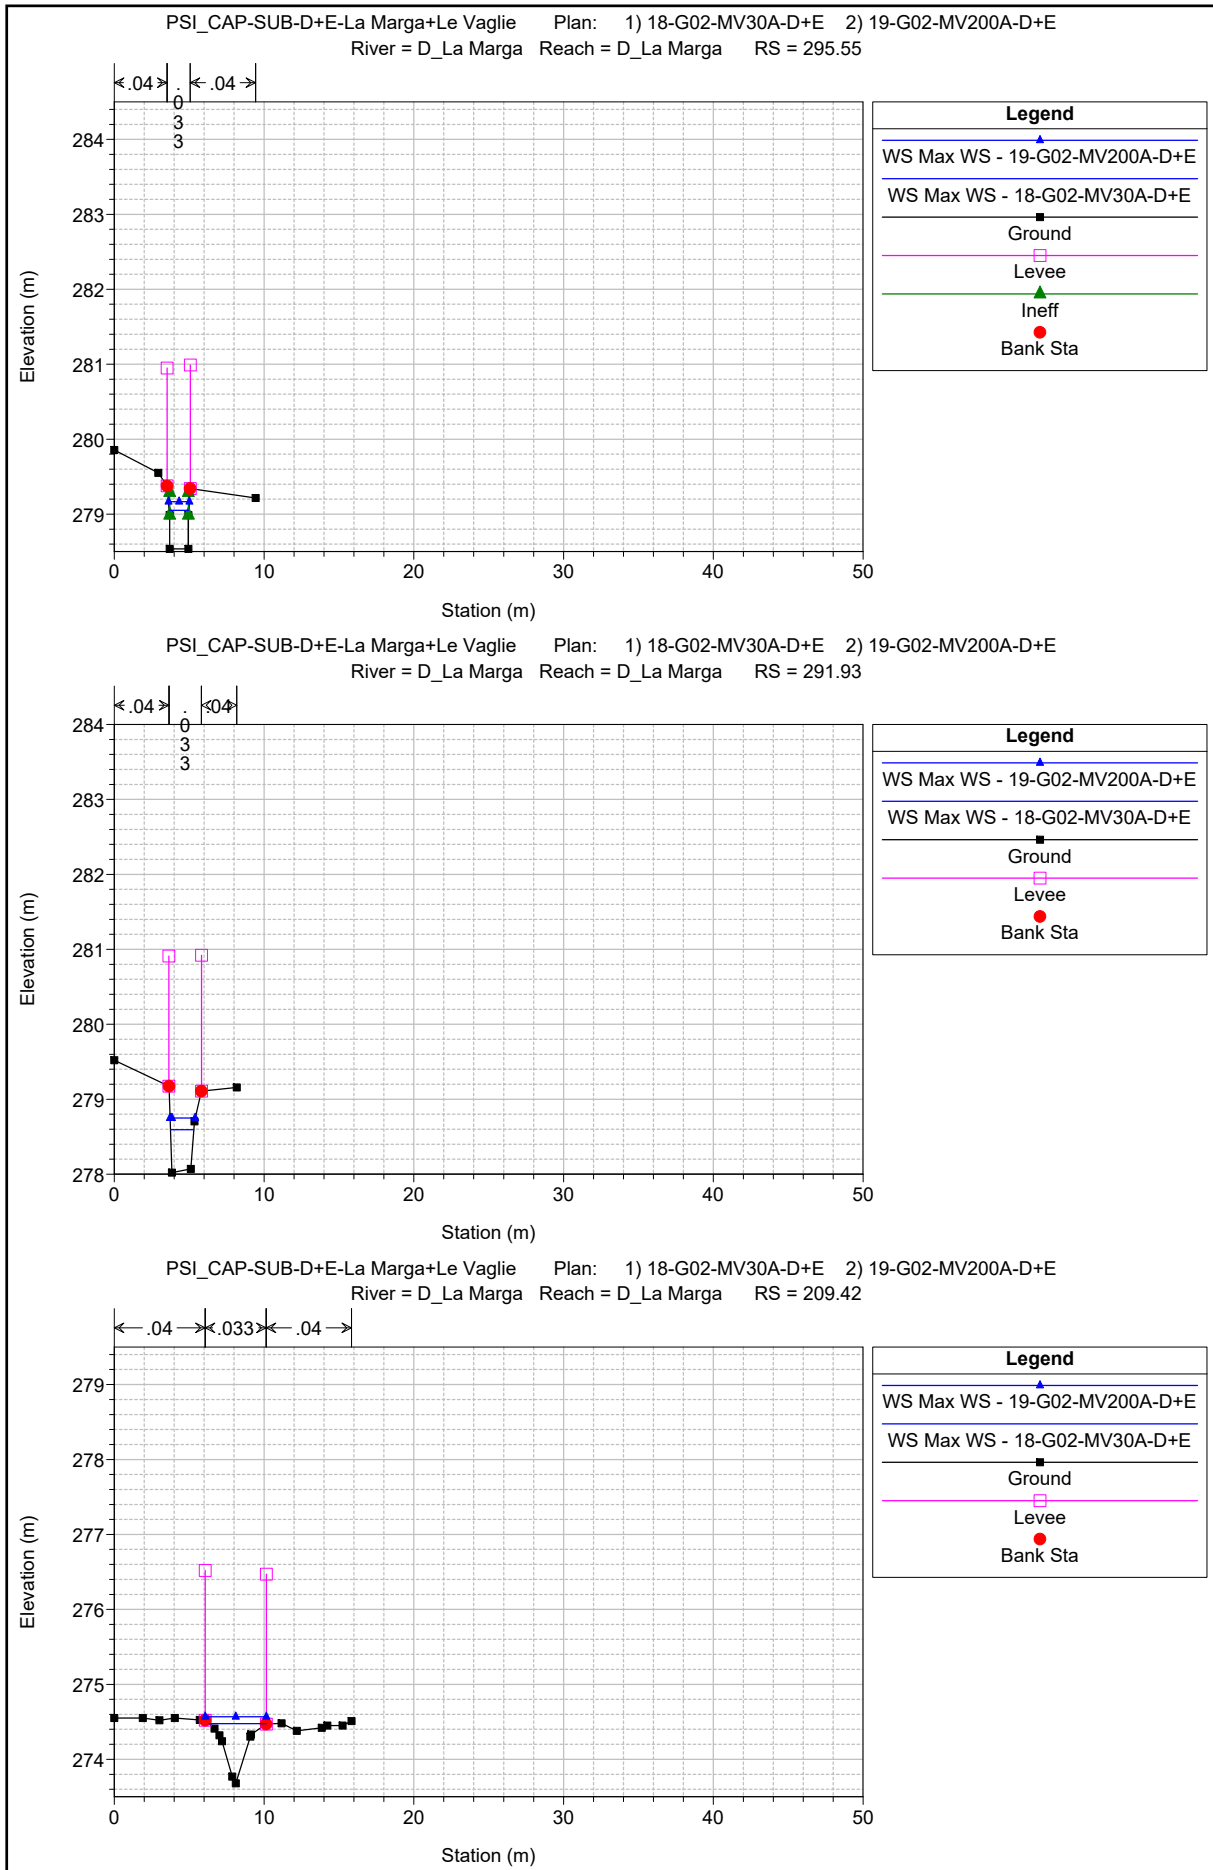 PSI_CAP-SUB-D+E-La Marga+Le Vaglie Plan: 1) 18-G02-MV30A-D+E 2) 19-G02-MV200A-D+E
River = D_La Marga Reach = D_La Marga RS = 295.55
.04 .033 .04
Legend
WS Max WS - 19-G02-MV200A-D+E
WS Max WS - 18-G02-MV30A-D+E
Ground
Levee
Ineff
Bank Sta
284
283
282
281
280
279
Elevation (m)
0 10 20 30 40 50
Station (m)
PSI_CAP-SUB-D+E-La Marga+Le Vaglie Plan: 1) 18-G02-MV30A-D+E 2) 19-G02-MV200A-D+E
River = D_La Marga Reach = D_La Marga RS = 291.93
.04 .033 .04
Legend
WS Max WS - 19-G02-MV200A-D+E
WS Max WS - 18-G02-MV30A-D+E
Ground
Levee
Bank Sta
284
283
282
281
280
279
278
Elevation (m)
0 10 20 30 40 50
Station (m)
PSI_CAP-SUB-D+E-La Marga+Le Vaglie Plan: 1) 18-G02-MV30A-D+E 2) 19-G02-MV200A-D+E
River = D_La Marga Reach = D_La Marga RS = 209.42
.04 .033 .04
Legend
WS Max WS - 19-G02-MV200A-D+E
WS Max WS - 18-G02-MV30A-D+E
Ground
Levee
Bank Sta
279
278
277
276
275
274
Elevation (m)
0 10 20 30 40 50
Station (m)